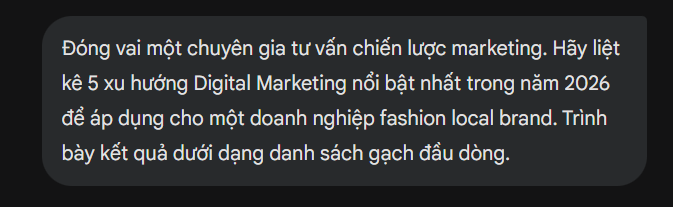 Đóng vai một chuyên gia tư vấn chiến lược marketing. Hãy liệt
kê 5 xu hướng Digital Marketing nổi bật nhất trong năm 2026
để áp dụng cho một doanh nghiệp fashion local brand. Trình
bày kết quả dưới dạng danh sách gạch đầu dòng.